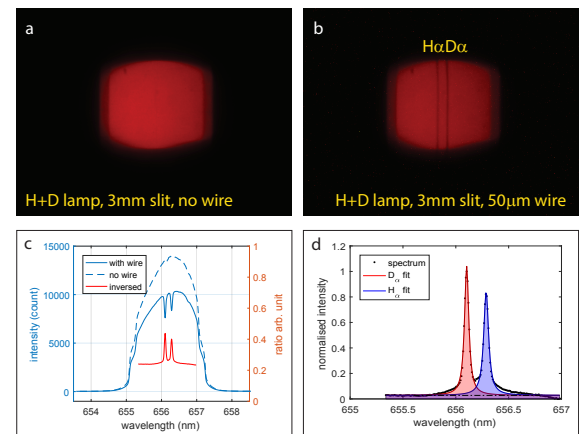 a
H+D lamp, 3mm slit, no wire
b
HαDα
H+D lamp, 3mm slit, 50μm wire
c
with wire
no wire
inversed
15000
10000
5000
0
intensity (count)
1
0.8
0.6
0.4
0.2
0
ratio arb. unit
654 655 656 657 658
wavelength (nm)
d
spectrum
Dα fit
Hα fit
1.2
1
0.8
0.6
0.4
0.2
0
normalised intensity
655 655.5 656 656.5 657
wavelength (nm)